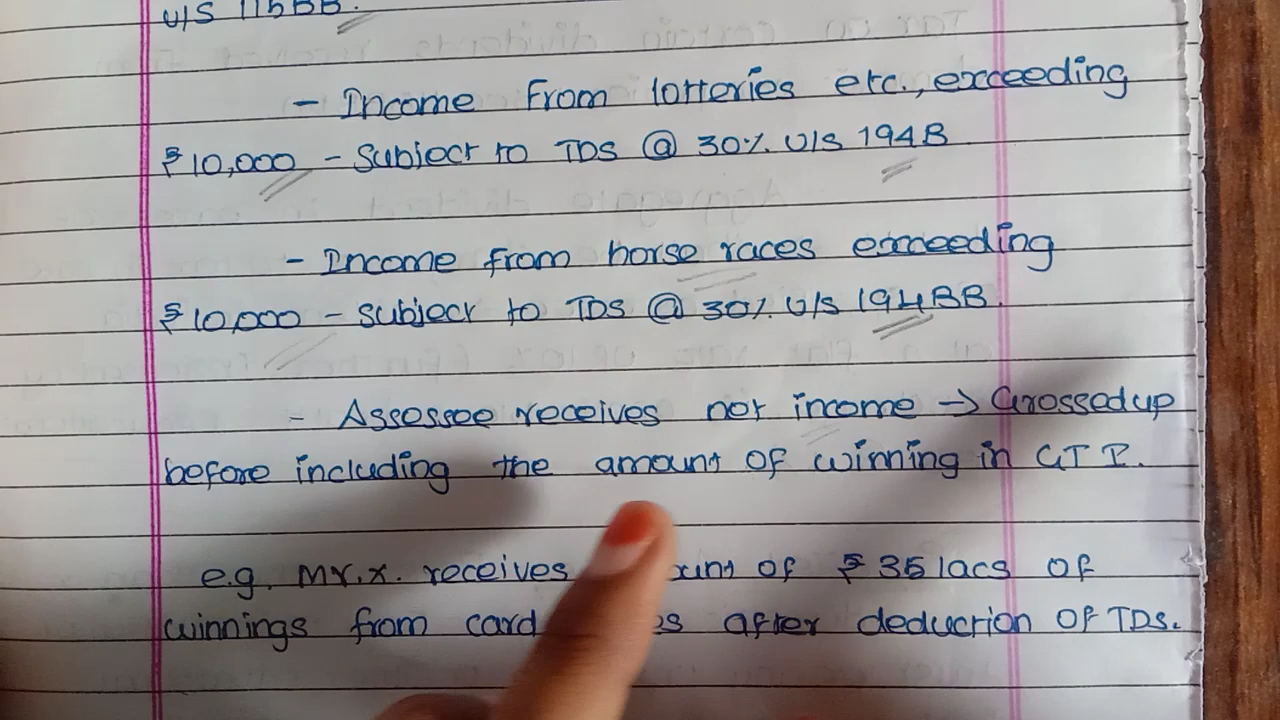 u/s 115BB.
- Income From lotteries etc., exceeding
₹10,000 - Subject to TDS @ 30% U/S 194B
- Income from horse races exceeding
₹10,000 - subject to TDS @ 30% U/S 194BB.
- Assessee receives net income → Grossed up
before including the amount of winning in GTI.
e.g. Mr.x. receives of ₹35 lacs of
winnings from card after deduction OF TDS.